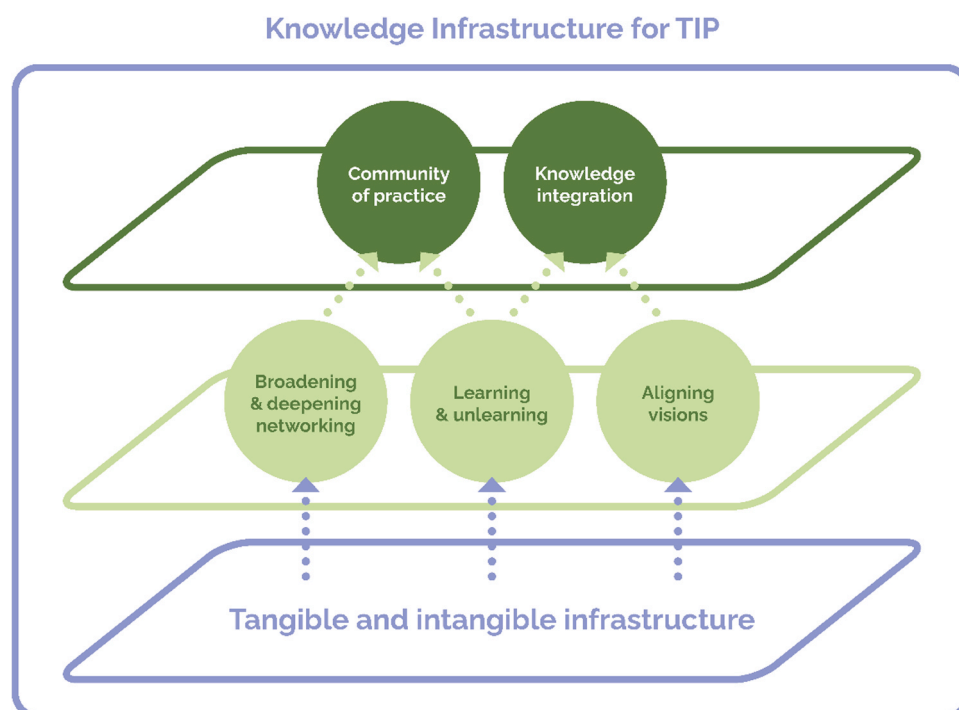 Knowledge Infrastructure for TIP
Community
of practice
Knowledge
integration
Broadening
& deepening
networking
Learning
& unlearning
Aligning
visions
Tangible and intangible infrastructure